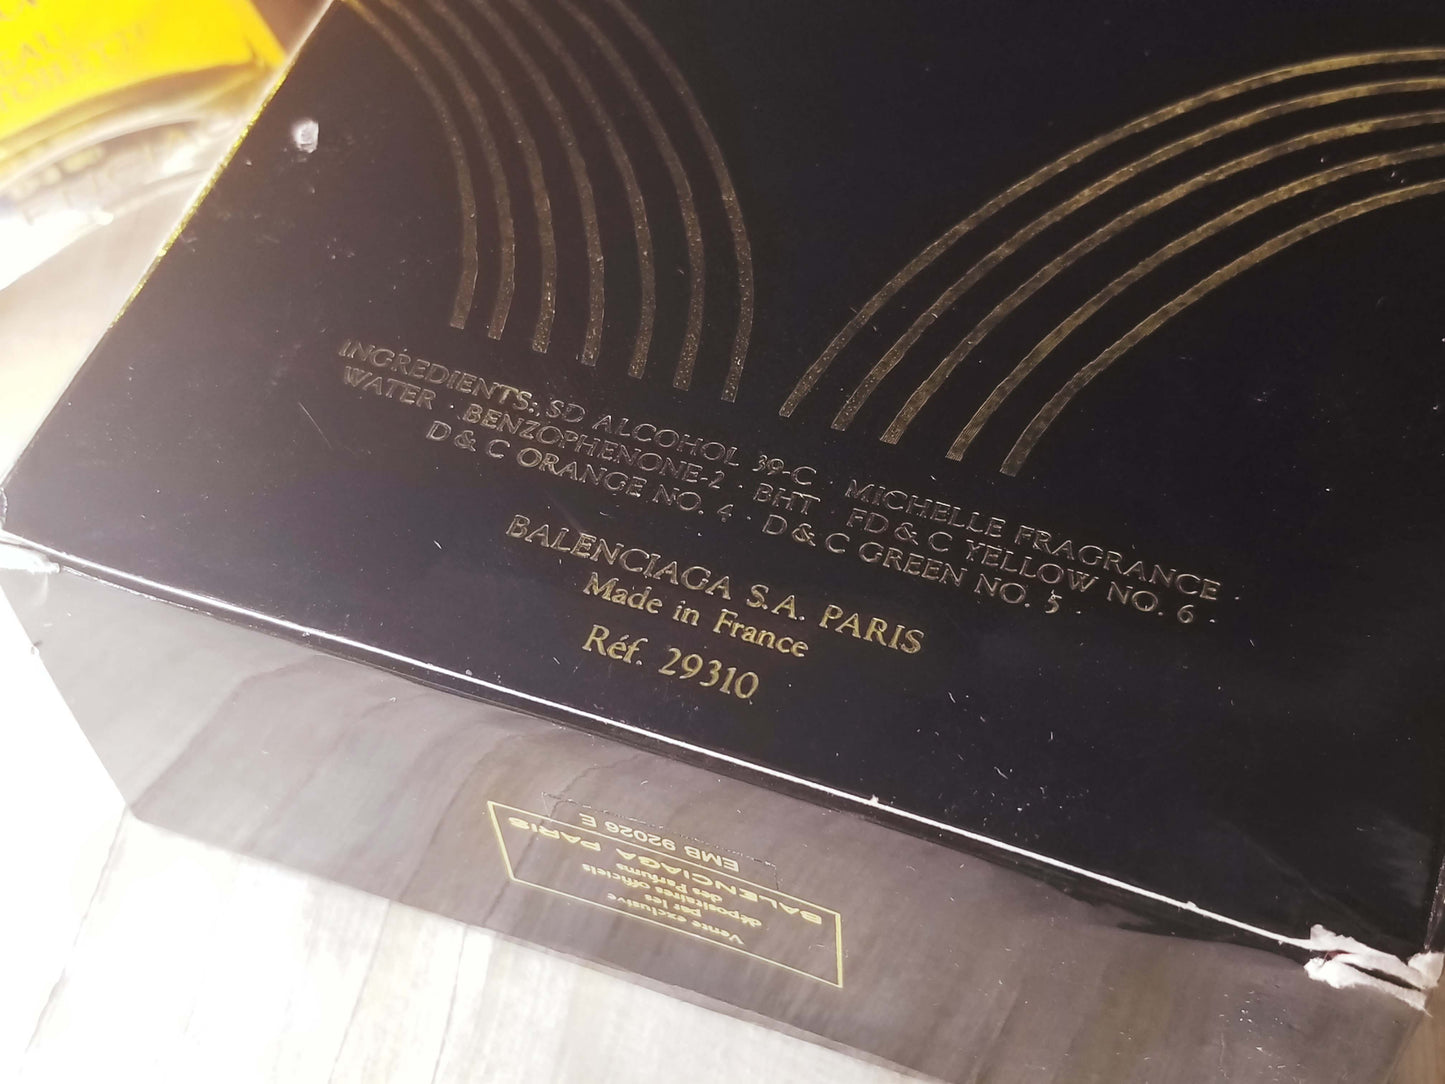 EAU
INGREDIENTS: SD ALCOHOL 39-C · MICHELLE FRAGRANCE ·
WATER · BENZOPHENONE-2 · BHT · FD & C YELLOW NO. 6 ·
D & C ORANGE NO. 4 · D & C GREEN NO. 5
BALENCIAGA S.A. PARIS
Made in France
Réf. 29310
Vente exclusive
par les
dépositaires officiels
des Parfums
BALENCIAGA PARIS
EMB 92026 E